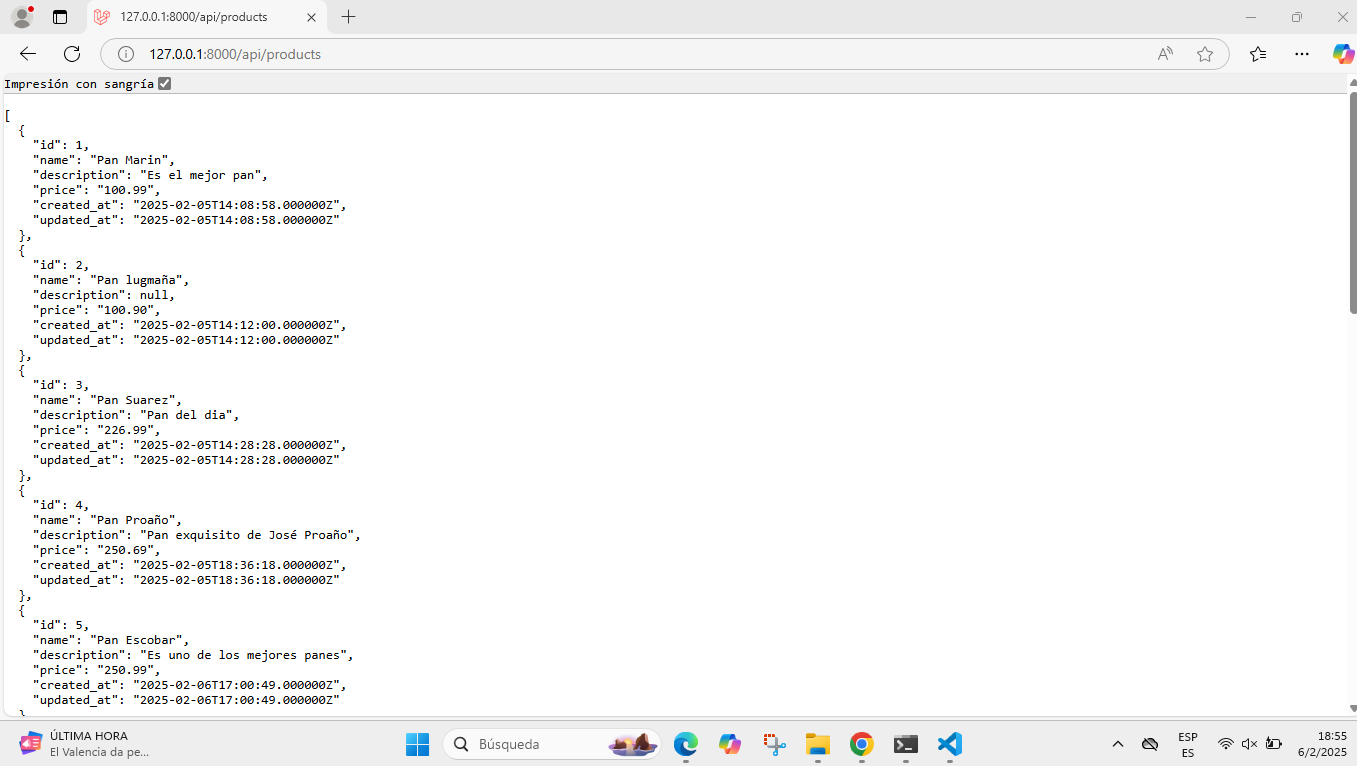 127.0.0.1:8000/api/products
127.0.0.1:8000/api/products
Impresión con sangría
[
  {
    "id": 1,
    "name": "Pan Marin",
    "description": "Es el mejor pan",
    "price": "100.99",
    "created_at": "2025-02-05T14:08:58.000000Z",
    "updated_at": "2025-02-05T14:08:58.000000Z"
  },
  {
    "id": 2,
    "name": "Pan lugmaña",
    "description": null,
    "price": "100.90",
    "created_at": "2025-02-05T14:12:00.000000Z",
    "updated_at": "2025-02-05T14:12:00.000000Z"
  },
  {
    "id": 3,
    "name": "Pan Suarez",
    "description": "Pan del dia",
    "price": "226.99",
    "created_at": "2025-02-05T14:28:28.000000Z",
    "updated_at": "2025-02-05T14:28:28.000000Z"
  },
  {
    "id": 4,
    "name": "Pan Proaño",
    "description": "Pan exquisito de José Proaño",
    "price": "250.69",
    "created_at": "2025-02-05T18:36:18.000000Z",
    "updated_at": "2025-02-05T18:36:18.000000Z"
  },
  {
    "id": 5,
    "name": "Pan Escobar",
    "description": "Es uno de los mejores panes",
    "price": "250.99",
    "created_at": "2025-02-06T17:00:49.000000Z",
    "updated_at": "2025-02-06T17:00:49.000000Z"
  }
ÚLTIMA HORA
El Valencia da pe...
Búsqueda
ESP
ES
18:55
6/2/2025